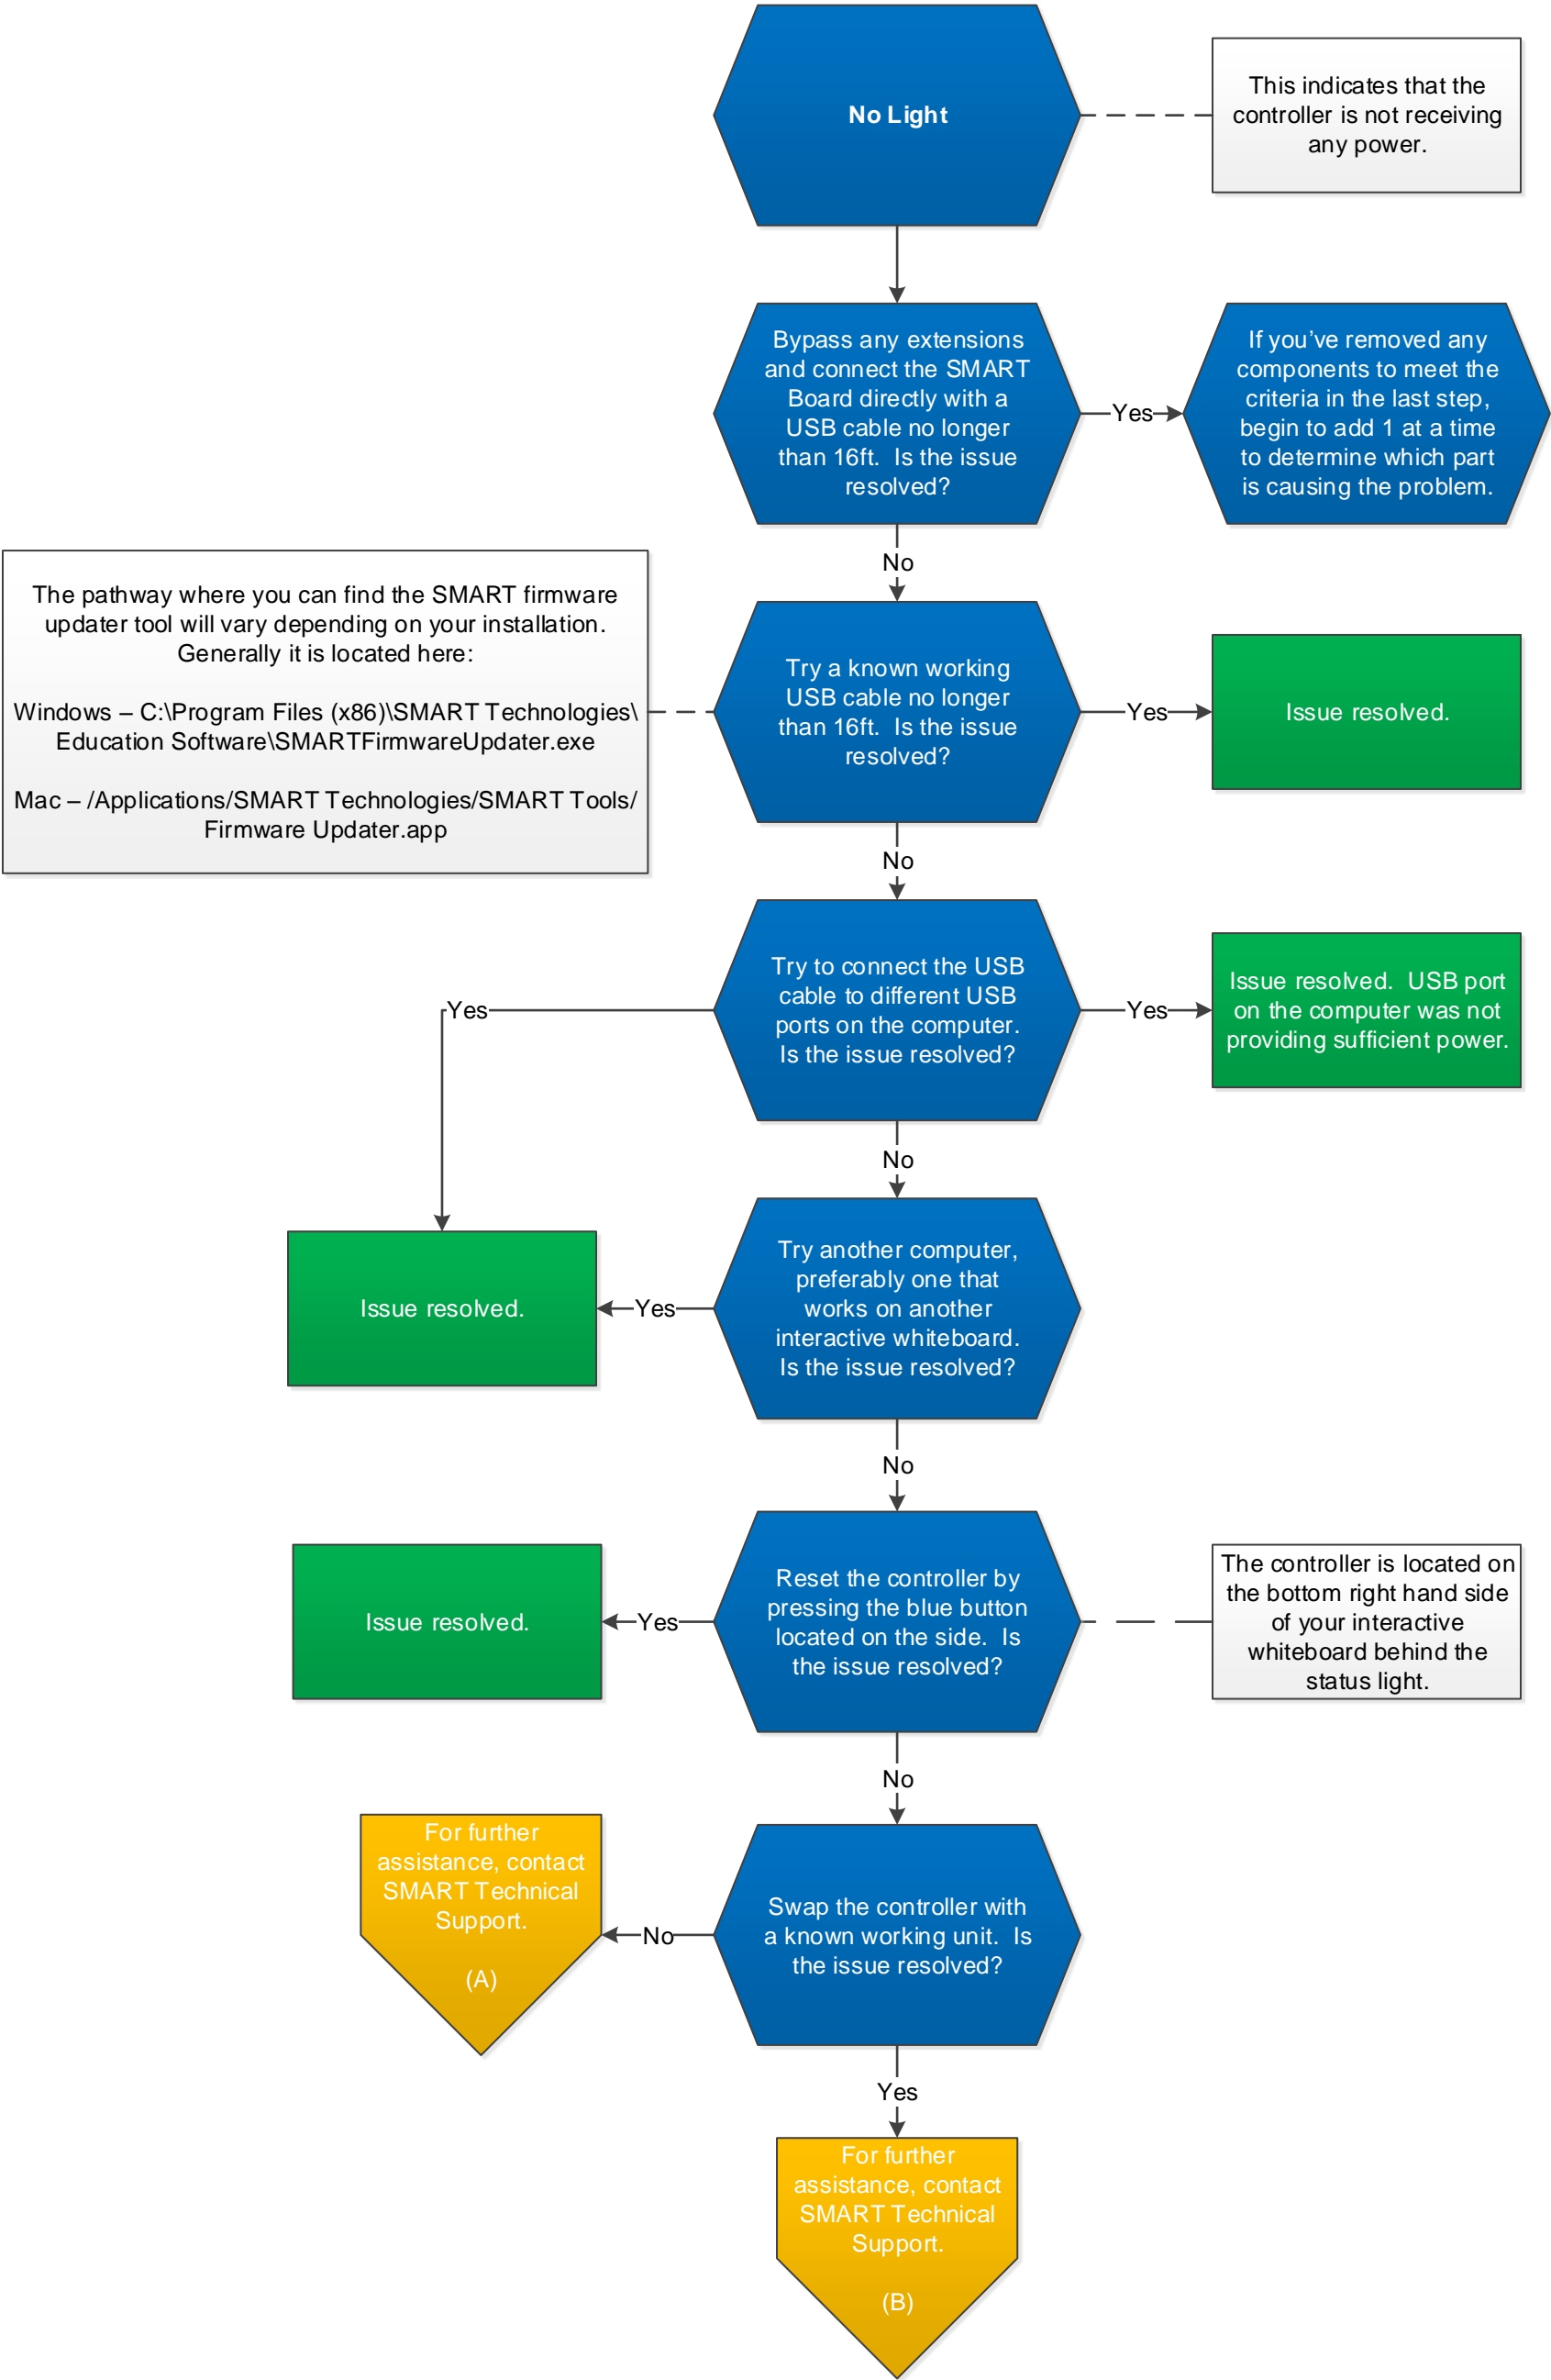 No Light
This indicates that the
controller is not receiving
any power.
Bypass any extensions
and connect the SMART
Board directly with a
USB cable no longer
than 16ft.  Is the issue
resolved?
Yes
If you’ve removed any
components to meet the
criteria in the last step,
begin to add 1 at a time
to determine which part
is causing the problem.
No
The pathway where you can find the SMART firmware
updater tool will vary depending on your installation.
Generally it is located here:
Windows – C:\Program Files (x86)\SMART Technologies\
Education Software\SMARTFirmwareUpdater.exe
Mac – /Applications/SMART Technologies/SMART Tools/
Firmware Updater.app
Try a known working
USB cable no longer
than 16ft.  Is the issue
resolved?
Yes
Issue resolved.
No
Try to connect the USB
cable to different USB
ports on the computer.
Is the issue resolved?
Yes
Yes
Issue resolved.  USB port
on the computer was not
providing sufficient power.
No
Try another computer,
preferably one that
works on another
interactive whiteboard.
Is the issue resolved?
Yes
Issue resolved.
No
Reset the controller by
pressing the blue button
located on the side.  Is
the issue resolved?
Yes
Issue resolved.
The controller is located on
the bottom right hand side
of your interactive
whiteboard behind the
status light.
No
Swap the controller with
a known working unit.  Is
the issue resolved?
No
For further
assistance, contact
SMART Technical
Support.
(A)
Yes
For further
assistance, contact
SMART Technical
Support.
(B)